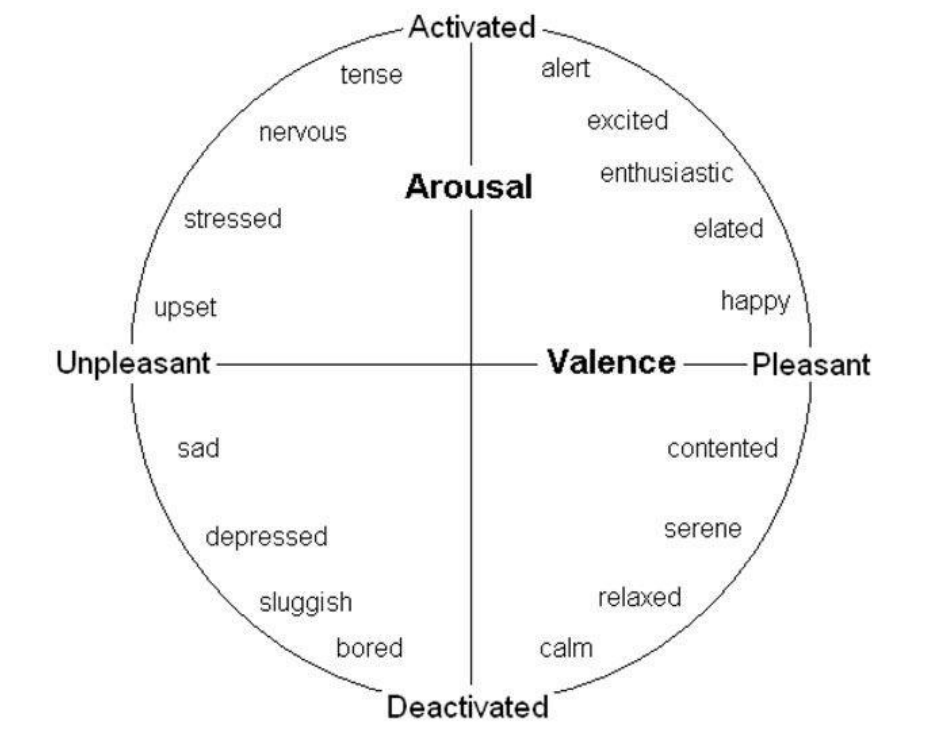 Activated
tense
alert
nervous
excited
enthusiastic
Arousal
stressed
elated
upset
happy
Unpleasant
Valence
Pleasant
sad
contented
depressed
serene
sluggish
relaxed
bored
calm
Deactivated